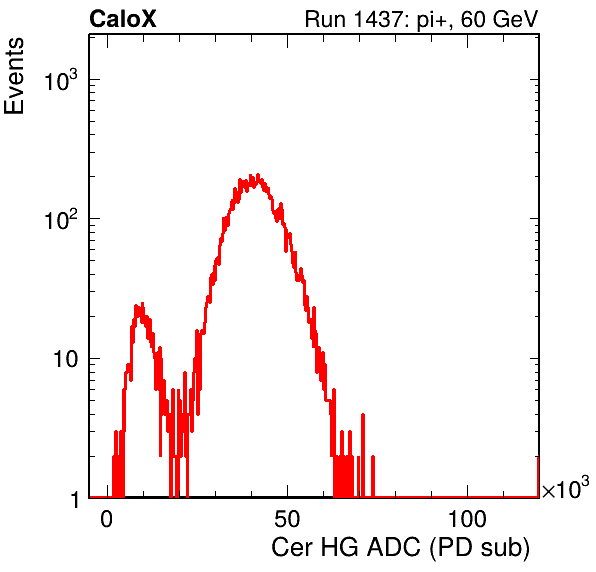 CaloX Run 1437: pi+, 60 GeV
Events
10³
10²
10
1
0 50 100 ×10³
Cer HG ADC (PD sub)